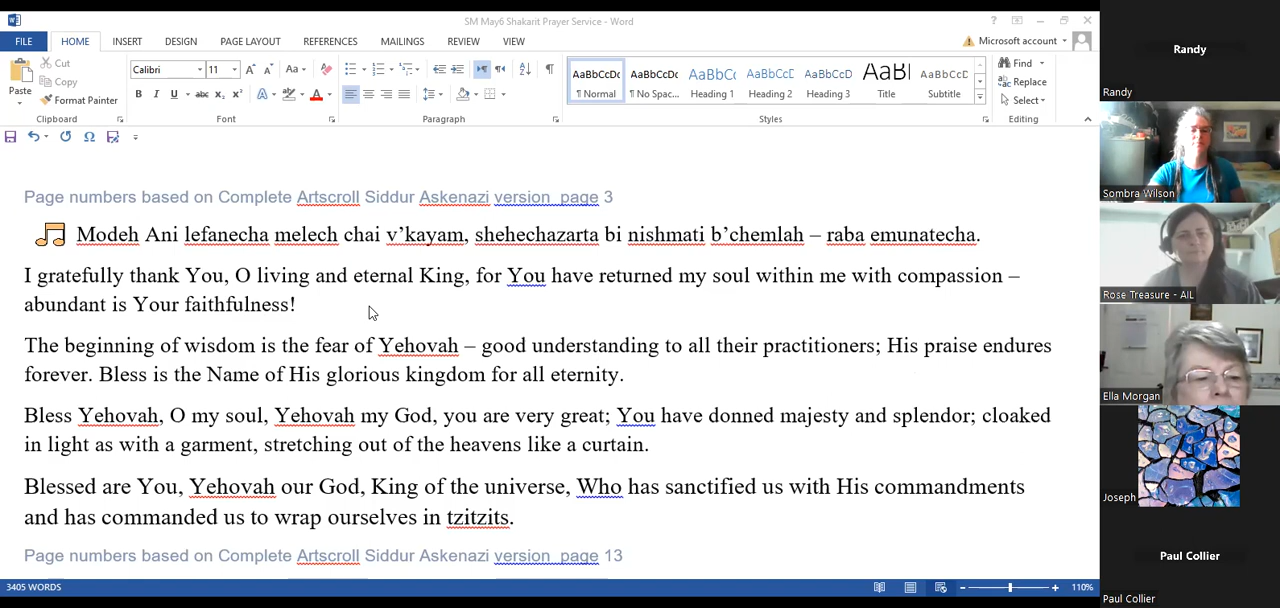 SM May6 Shakarit Prayer Service - Word
FILE HOME INSERT DESIGN PAGE LAYOUT REFERENCES MAILINGS REVIEW VIEW Microsoft account
Cut
Copy
Format Painter
Paste
Calibri 11
Clipboard Font Paragraph Styles Editing
AaBbCcDc AaBbCcDc AaBbC AaBbCcD AaBbCcD AaB AaBbCcD
¶ Normal ¶ No Spac... Heading 1 Heading 2 Heading 3 Title Subtitle
Find
Replace
Select
Page numbers based on Complete Artscroll Siddur Askenazi version page 3
Modeh Ani lefanecha melech chai v’kayam, shehechazarta bi nishmati b’chemlah – raba emunatecha.
I gratefully thank You, O living and eternal King, for You have returned my soul within me with compassion –
abundant is Your faithfulness!
The beginning of wisdom is the fear of Yehovah – good understanding to all their practitioners; His praise endures
forever. Bless is the Name of His glorious kingdom for all eternity.
Bless Yehovah, O my soul, Yehovah my God, you are very great; You have donned majesty and splendor; cloaked
in light as with a garment, stretching out of the heavens like a curtain.
Blessed are You, Yehovah our God, King of the universe, Who has sanctified us with His commandments
and has commanded us to wrap ourselves in tzitzits.
Page numbers based on Complete Artscroll Siddur Askenazi version page 13
3405 WORDS
110%
Randy
Randy
Sombra Wilson
Rose Treasure - AIL
Ella Morgan
Joseph
Paul Collier
Paul Collier